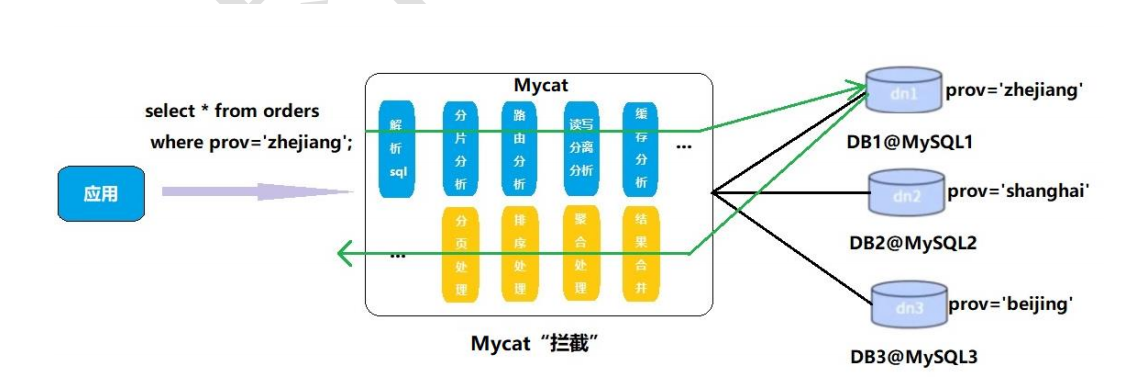 Mycat
select * from orders
where prov='zhejiang';
应用
解析sql
分片分析
路由分析
读写分离分析
缓存分析
...
...
分页处理
排序处理
聚合处理
结果合并
Mycat“拦截”
dn1
prov='zhejiang'
DB1@MySQL1
dn2
prov='shanghai'
DB2@MySQL2
dn3
prov='beijing'
DB3@MySQL3